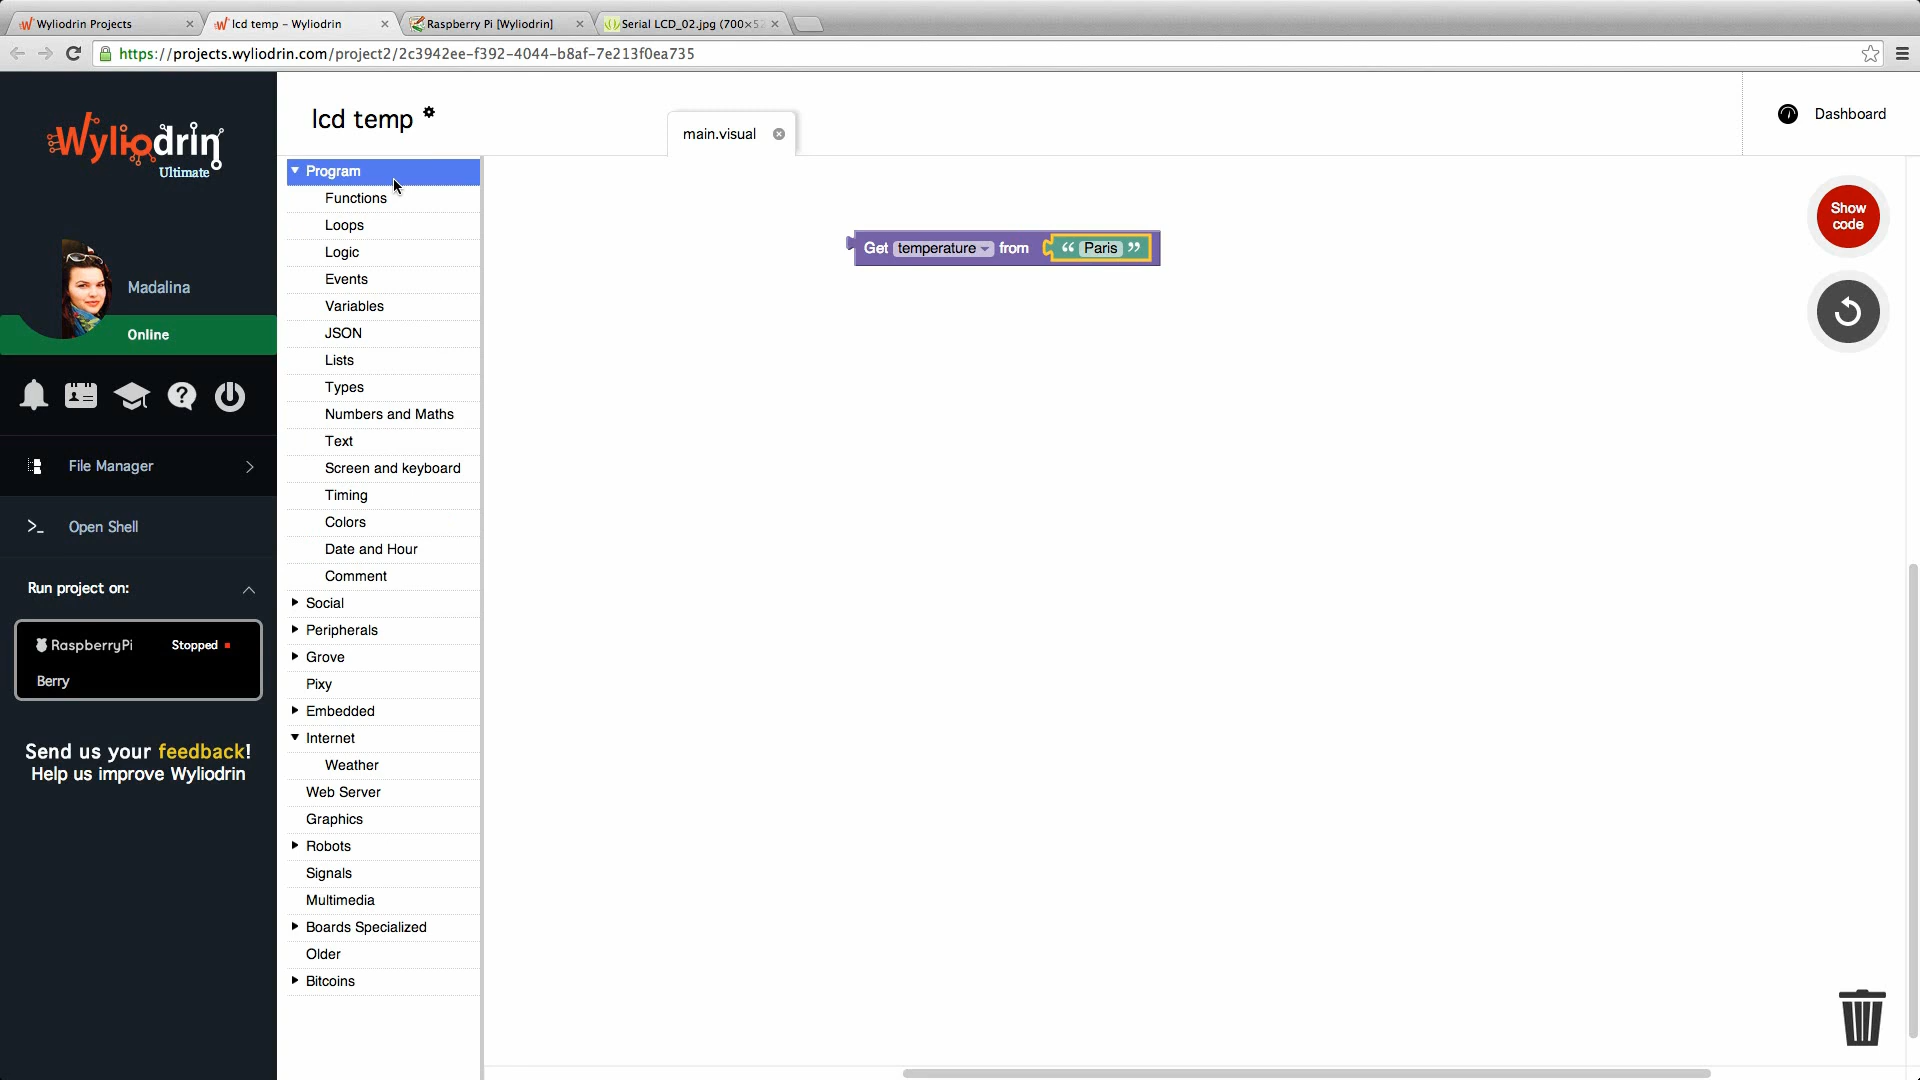 Wyliodrin Projects
lcd temp – Wyliodrin
Raspberry Pi [Wyliodrin]
Serial LCD_02.jpg (700×5
https://projects.wyliodrin.com/project2/2c3942ee-f392-4044-b8af-7e213f0ea735
Wyliodrin
Ultimate
Madalina
Online
File Manager
>_ Open Shell
Run project on:
RaspberryPi Stopped
Berry
Send us your feedback!
Help us improve Wyliodrin
lcd temp
main.visual
Dashboard
Program
Functions
Loops
Logic
Events
Variables
JSON
Lists
Types
Numbers and Maths
Text
Screen and keyboard
Timing
Colors
Date and Hour
Comment
Social
Peripherals
Grove
Pixy
Embedded
Internet
Weather
Web Server
Graphics
Robots
Signals
Multimedia
Boards Specialized
Older
Bitcoins
Get temperature from “ Paris ”
Show
code